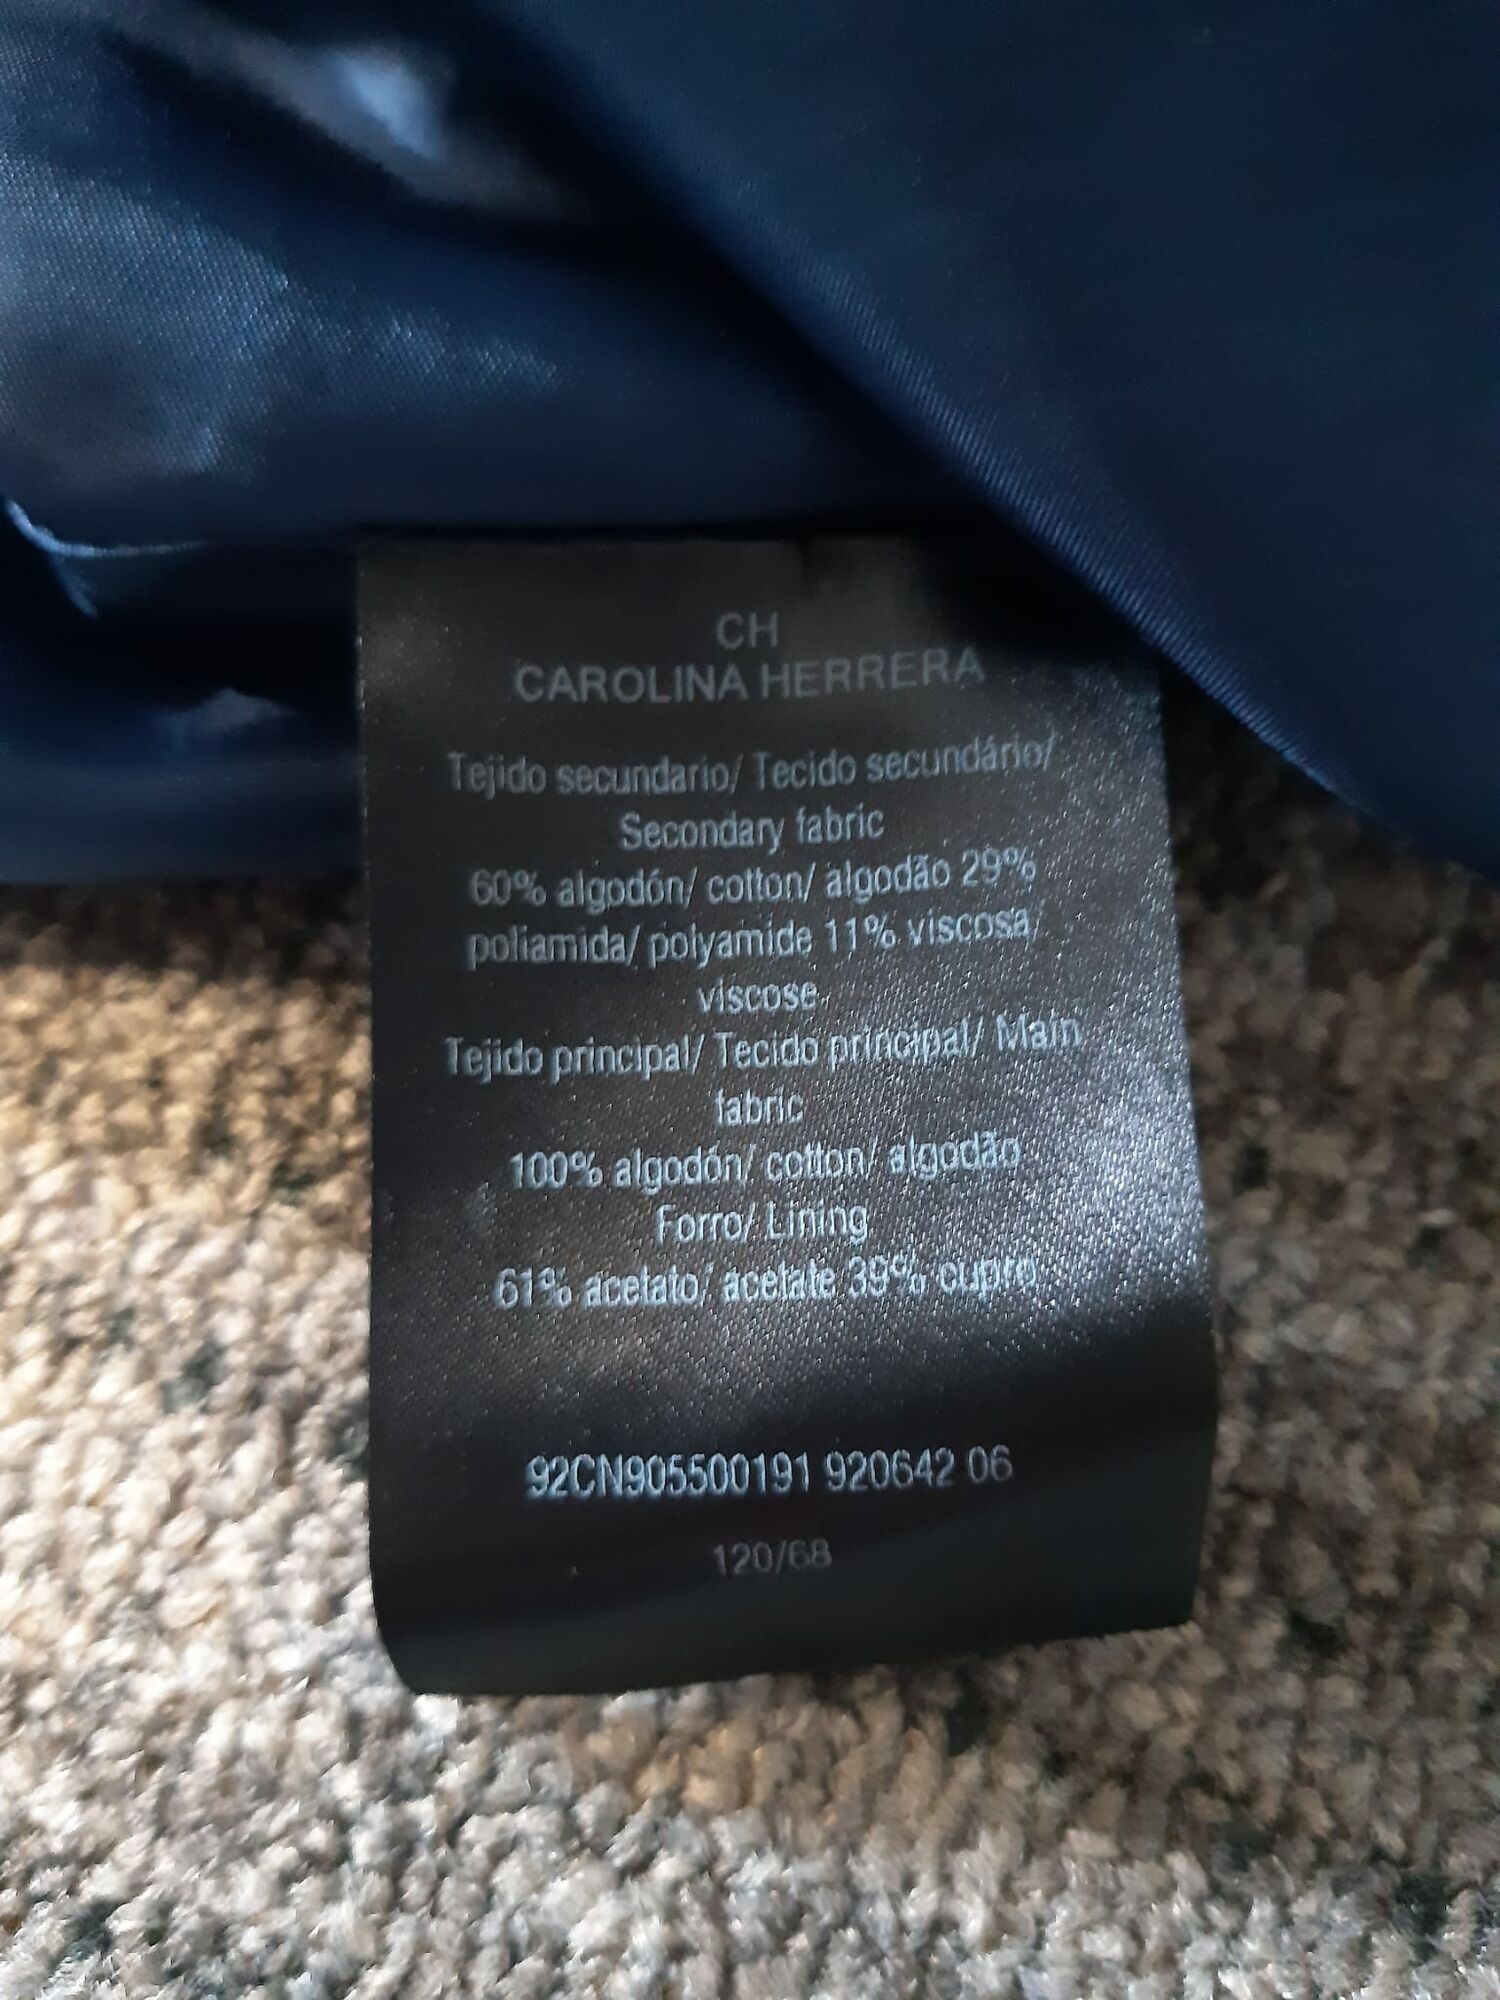 CH
CAROLINA HERRERA
Tejido secundario/ Tecido secundário/
Secondary fabric
60% algodón/ cotton/ algodão 29%
poliamida/ polyamide 11% viscosa/
viscose
Tejido principal/ Tecido principal/ Main
fabric
100% algodón/ cotton/ algodão
Forro/ Lining
61% acetato/ acetate 39% cupro
92CN905500191 920642 06
120/68